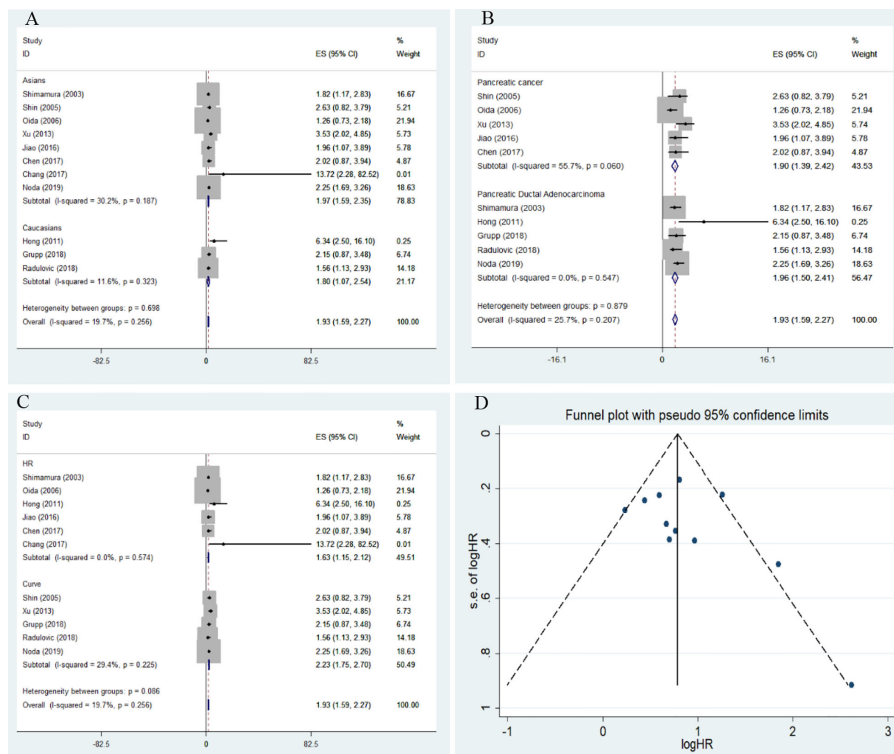 A
Study %
ID ES (95% CI) Weight
Asians
Shimamura (2003) 1.82 (1.17, 2.83) 16.67
Shin (2005) 2.63 (0.82, 3.79) 5.21
Oida (2006) 1.26 (0.73, 2.18) 21.94
Xu (2013) 3.53 (2.02, 4.85) 5.73
Jiao (2016) 1.96 (1.07, 3.89) 5.78
Chen (2017) 2.02 (0.87, 3.94) 4.87
Chang (2017) 13.72 (2.28, 82.52) 0.01
Noda (2019) 2.25 (1.69, 3.26) 18.63
Subtotal (I-squared = 30.2%, p = 0.187) 1.97 (1.59, 2.35) 78.83
Caucasians
Hong (2011) 6.34 (2.50, 16.10) 0.25
Grupp (2018) 2.15 (0.87, 3.48) 6.74
Radulovic (2018) 1.56 (1.13, 2.93) 14.18
Subtotal (I-squared = 11.6%, p = 0.323) 1.80 (1.07, 2.54) 21.17
Heterogeneity between groups: p = 0.698
Overall (I-squared = 19.7%, p = 0.256) 1.93 (1.59, 2.27) 100.00
-82.5 0 82.5
B
Study %
ID ES (95% CI) Weight
Pancreatic cancer
Shin (2005) 2.63 (0.82, 3.79) 5.21
Oida (2006) 1.26 (0.73, 2.18) 21.94
Xu (2013) 3.53 (2.02, 4.85) 5.74
Jiao (2016) 1.96 (1.07, 3.89) 5.78
Chen (2017) 2.02 (0.87, 3.94) 4.87
Subtotal (I-squared = 55.7%, p = 0.060) 1.90 (1.39, 2.42) 43.53
Pancreatic Ductal Adenocarcinoma
Shimamura (2003) 1.82 (1.17, 2.83) 16.67
Hong (2011) 6.34 (2.50, 16.10) 0.25
Grupp (2018) 2.15 (0.87, 3.48) 6.74
Radulovic (2018) 1.56 (1.13, 2.93) 14.18
Noda (2019) 2.25 (1.69, 3.26) 18.63
Subtotal (I-squared = 0.0%, p = 0.547) 1.96 (1.50, 2.41) 56.47
Heterogeneity between groups: p = 0.879
Overall (I-squared = 25.7%, p = 0.207) 1.93 (1.59, 2.27) 100.00
-16.1 0 16.1
C
Study %
ID ES (95% CI) Weight
HR
Shimamura (2003) 1.82 (1.17, 2.83) 16.67
Oida (2006) 1.26 (0.73, 2.18) 21.94
Hong (2011) 6.34 (2.50, 16.10) 0.25
Jiao (2016) 1.96 (1.07, 3.89) 5.78
Chen (2017) 2.02 (0.87, 3.94) 4.87
Chang (2017) 13.72 (2.28, 82.52) 0.01
Subtotal (I-squared = 0.0%, p = 0.574) 1.63 (1.15, 2.12) 49.51
Curve
Shin (2005) 2.63 (0.82, 3.79) 5.21
Xu (2013) 3.53 (2.02, 4.85) 5.73
Grupp (2018) 2.15 (0.87, 3.48) 6.74
Radulovic (2018) 1.56 (1.13, 2.93) 14.18
Noda (2019) 2.25 (1.69, 3.26) 18.63
Subtotal (I-squared = 29.4%, p = 0.225) 2.23 (1.75, 2.70) 50.49
Heterogeneity between groups: p = 0.086
Overall (I-squared = 19.7%, p = 0.256) 1.93 (1.59, 2.27) 100.00
-82.5 0 82.5
D
Funnel plot with pseudo 95% confidence limits
s.e. of logHR
0
.2
.4
.6
.8
1
-1 0 1 2 3
logHR